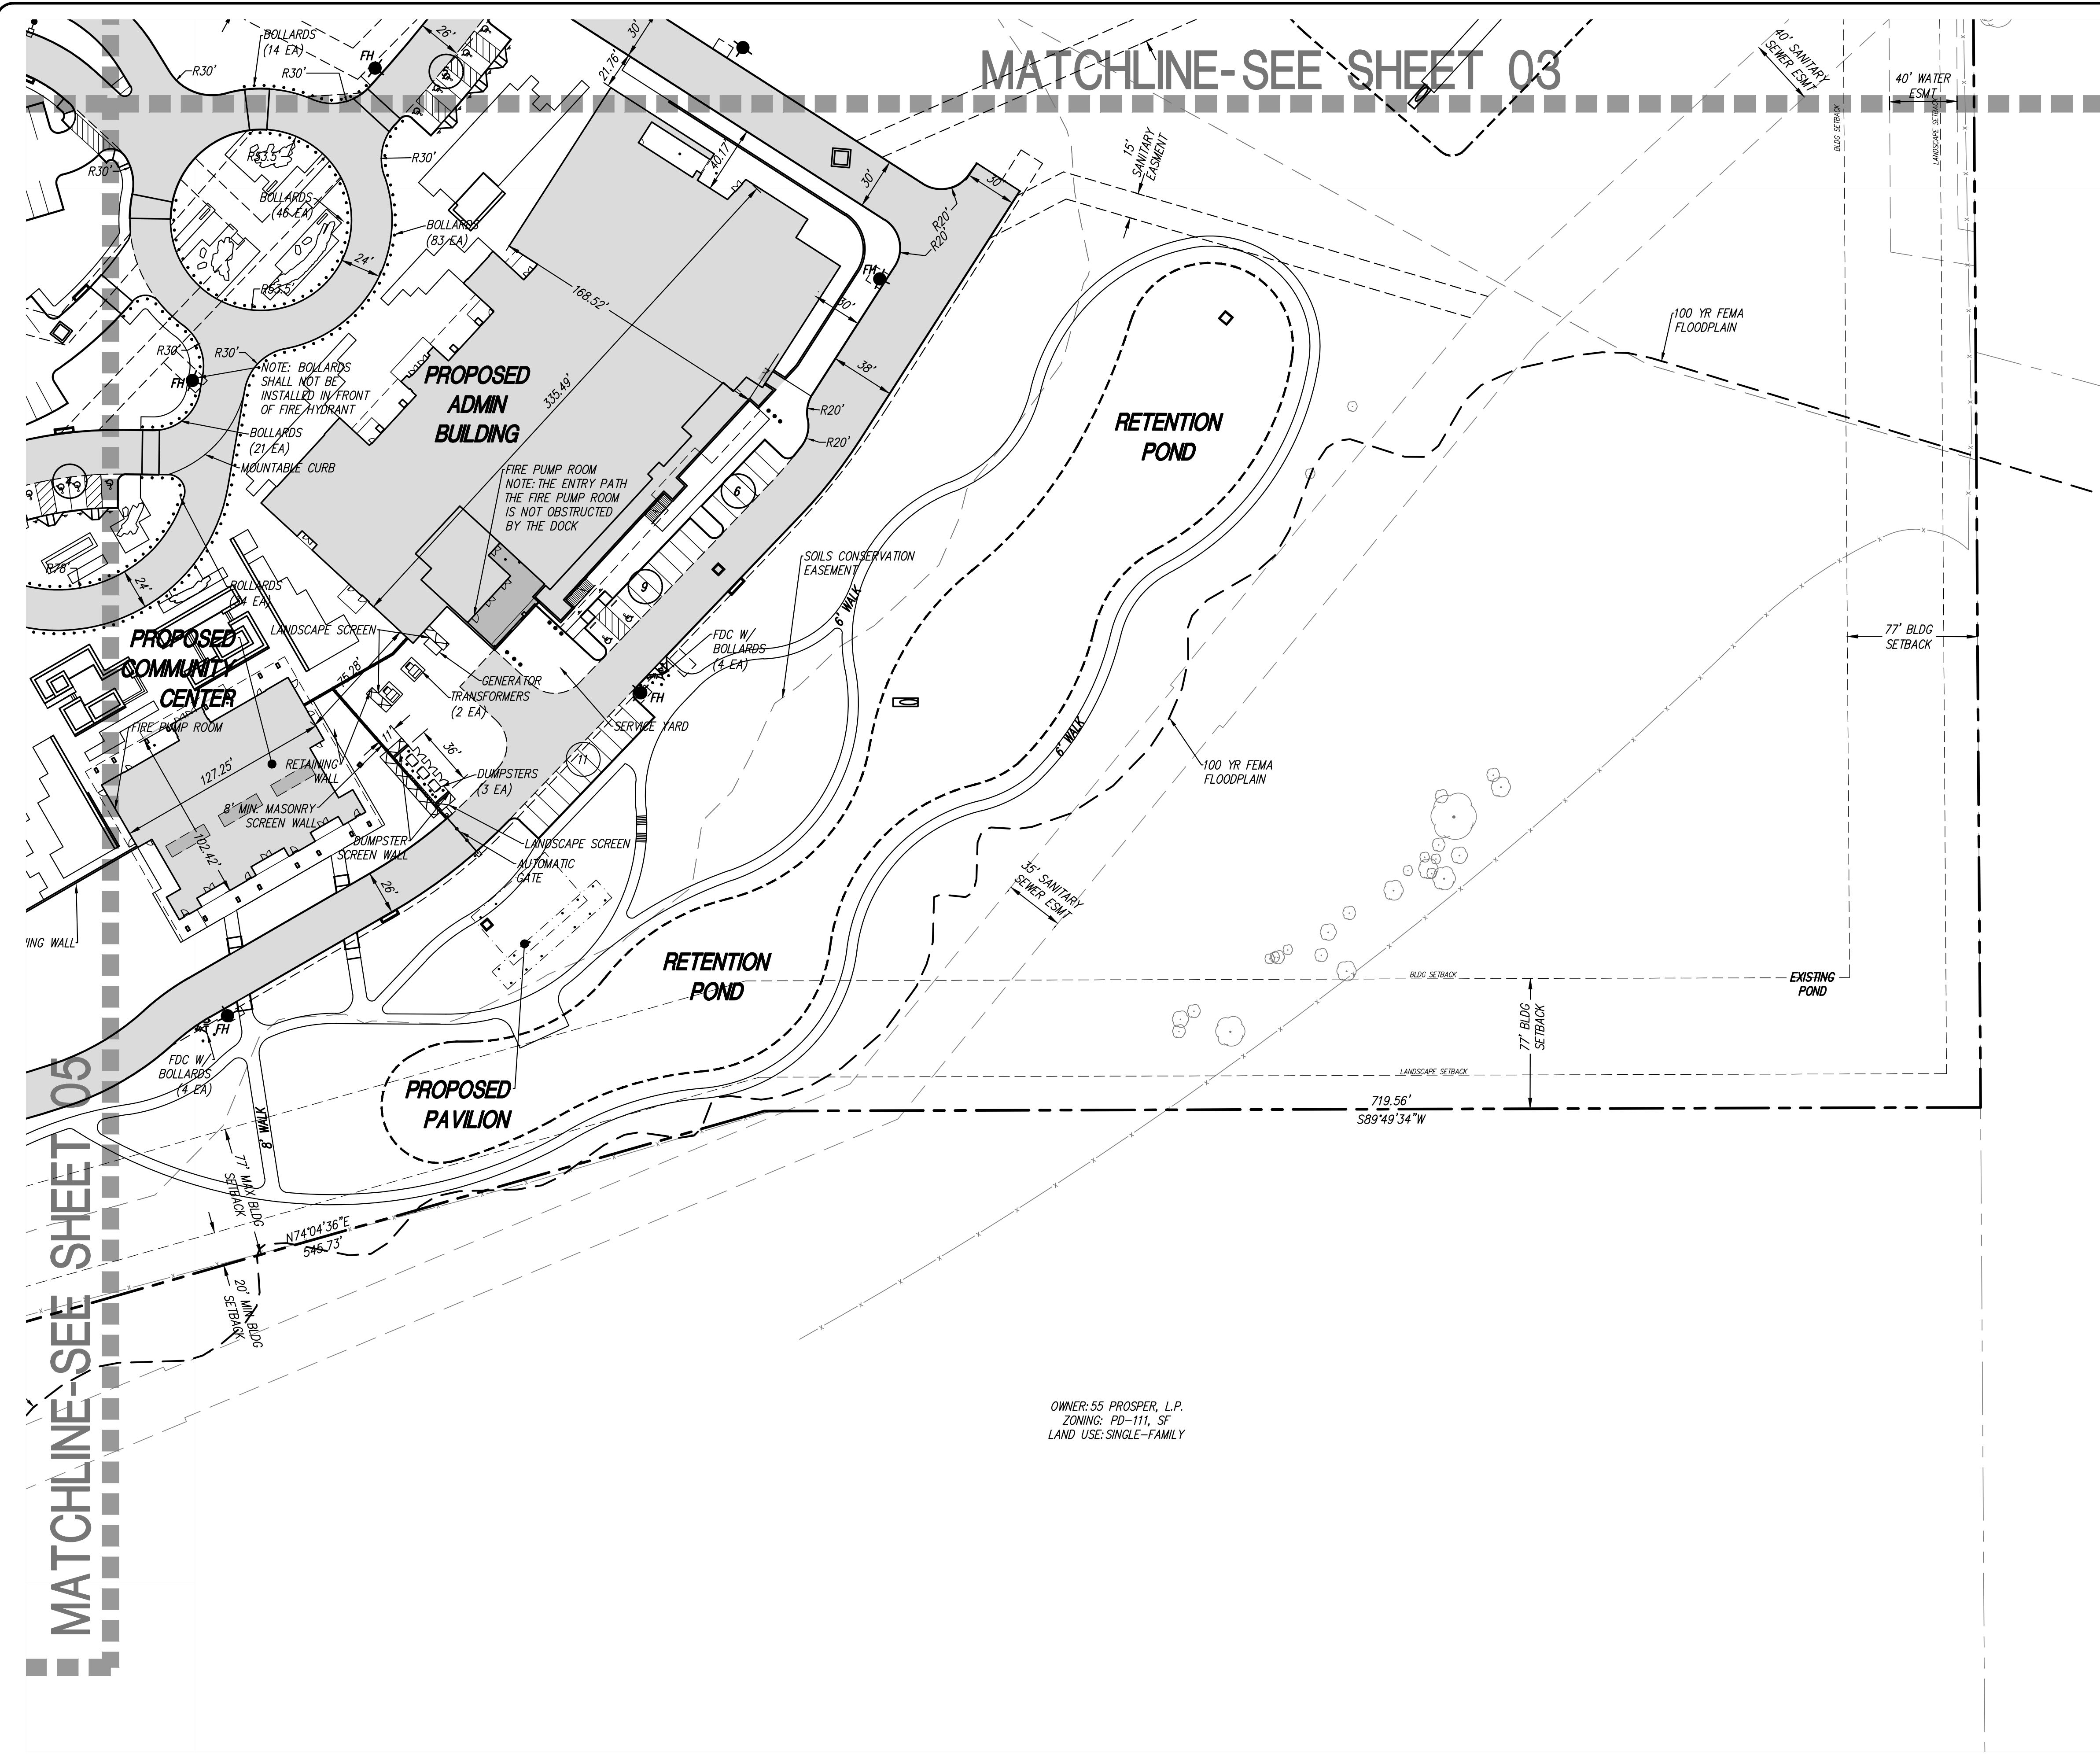 MATCHLINE-SEE SHEET 03
MATCHLINE-SEE SHEET 05
BOLLARDS
(14 EA)
FH
26'
R30'
R30'
R30'
R30'
R53.5'
BOLLARDS
(46 EA)
BOLLARDS
(83 EA)
24'
R53.5'
R30'
R30'
FH
NOTE: BOLLARDS
SHALL NOT BE
INSTALLED IN FRONT
OF FIRE HYDRANT
BOLLARDS
(21 EA)
MOUNTABLE CURB
R78'
24'
BOLLARDS
(34 EA)
30'
21.76'
40.17'
30'
30'
R20'
R20'
FH
30'
38'
168.52'
335.49'
PROPOSED
ADMIN
BUILDING
R20'
R20'
FIRE PUMP ROOM
NOTE: THE ENTRY PATH
THE FIRE PUMP ROOM
IS NOT OBSTRUCTED
BY THE DOCK
6
9
11
15'
SANITARY
EASMENT
40' SANITARY
SEWER ESMT
40' WATER
ESMT
BLDG SETBACK
LANDSCAPE SETBACK
100 YR FEMA
FLOODPLAIN
RETENTION
POND
SOILS CONSERVATION
EASEMENT
6' WALK
6' WALK
77' BLDG
SETBACK
PROPOSED
COMMUNITY
CENTER
FIRE PUMP ROOM
127.25'
102.42'
75.28'
LANDSCAPE SCREEN
GENERATOR
TRANSFORMERS
(2 EA)
SERVICE YARD
FDC W/
BOLLARDS
(4 EA)
FH
11'
36'
RETAINING
WALL
8' MIN. MASONRY
SCREEN WALL
DUMPSTERS
(3 EA)
DUMPSTER
SCREEN WALL
LANDSCAPE SCREEN
AUTOMATIC
GATE
26'
100 YR FEMA
FLOODPLAIN
35' SANITARY
SEWER ESMT
RETENTION
POND
ING WALL
FH
FDC W/
BOLLARDS
(4 EA)
8' WALK
PROPOSED
PAVILION
BLDG SETBACK
EXISTING
POND
77' BLDG
SETBACK
LANDSCAPE SETBACK
719.56'
S89°49'34"W
77' MAX BLDG
SETBACK
N74°04'36"E
545.73'
20' MIN BLDG
SETBACK
OWNER: 55 PROSPER, L.P.
ZONING: PD-111, SF
LAND USE: SINGLE-FAMILY